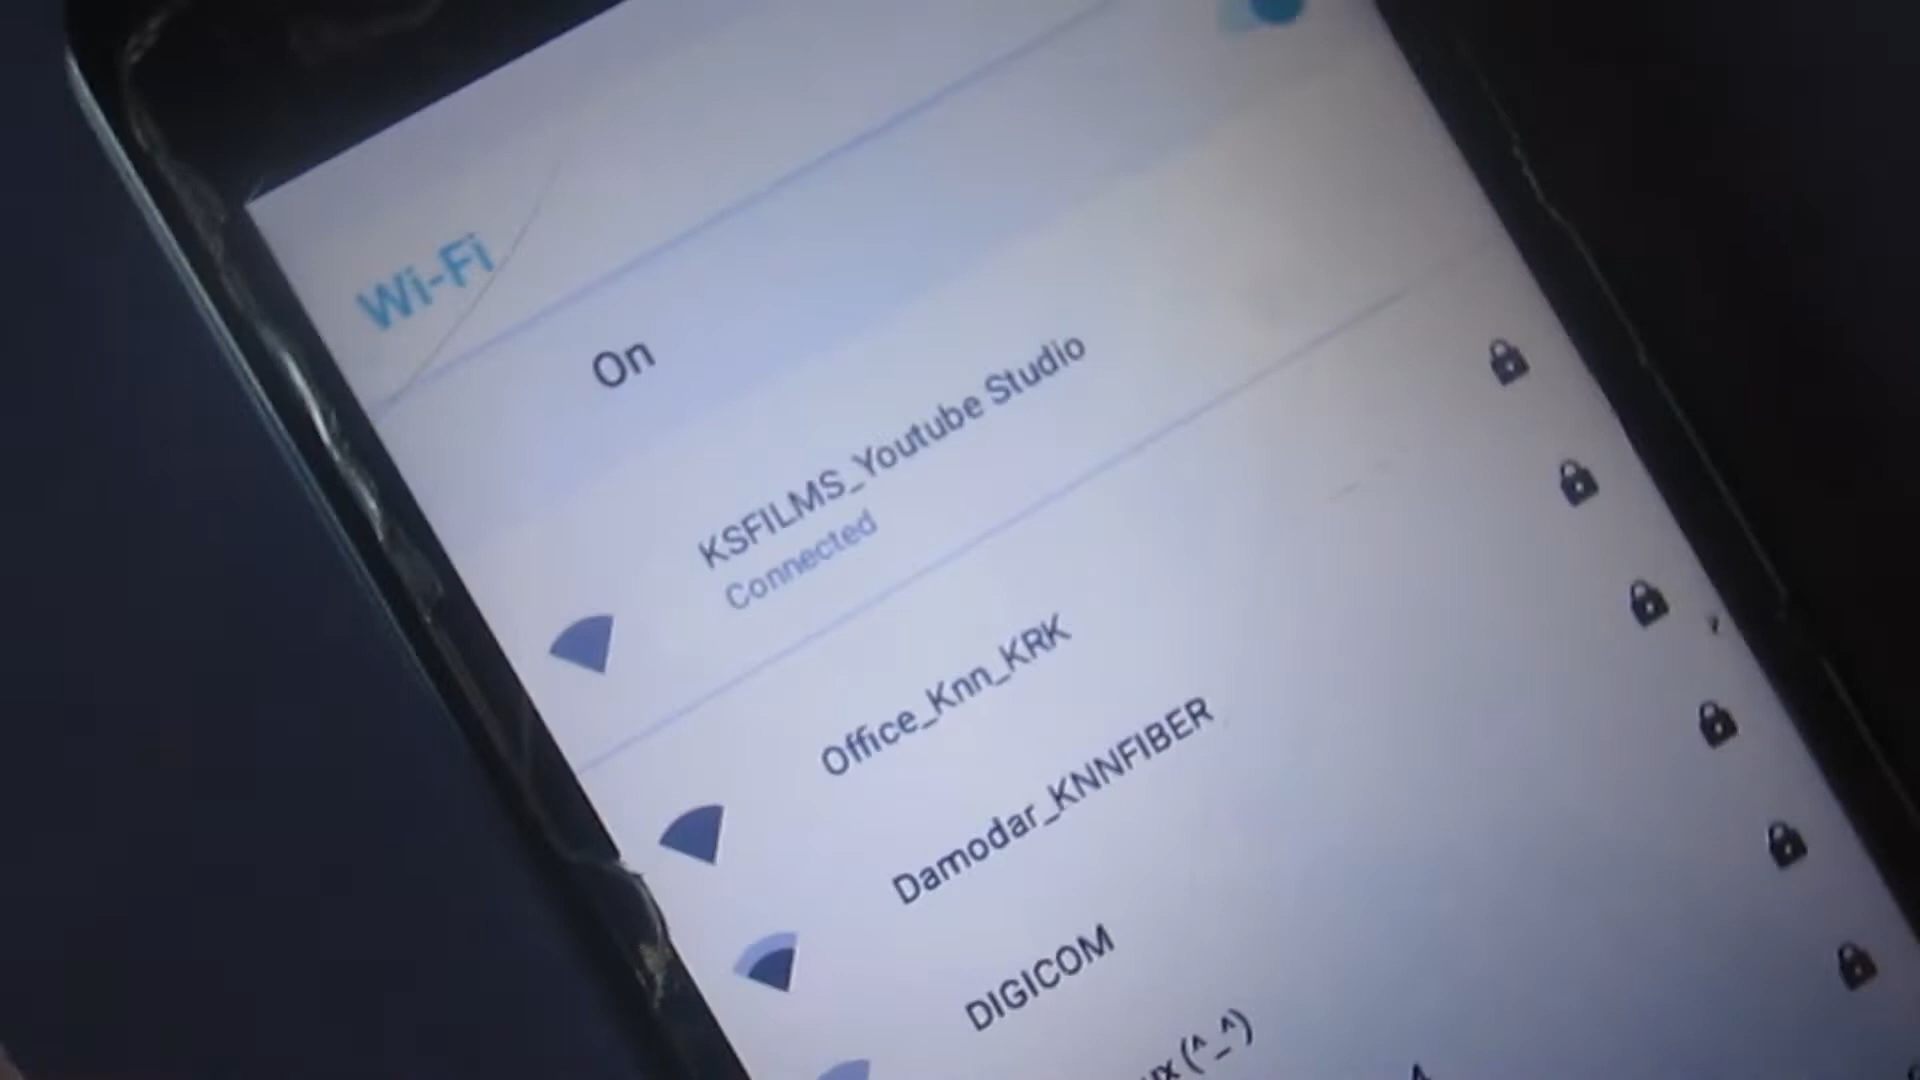 Wi-Fi
On
KSFILMS_Youtube Studio
Connected
Office_Knn_KRK
Damodar_KNNFIBER
DIGICOM
(^_^)